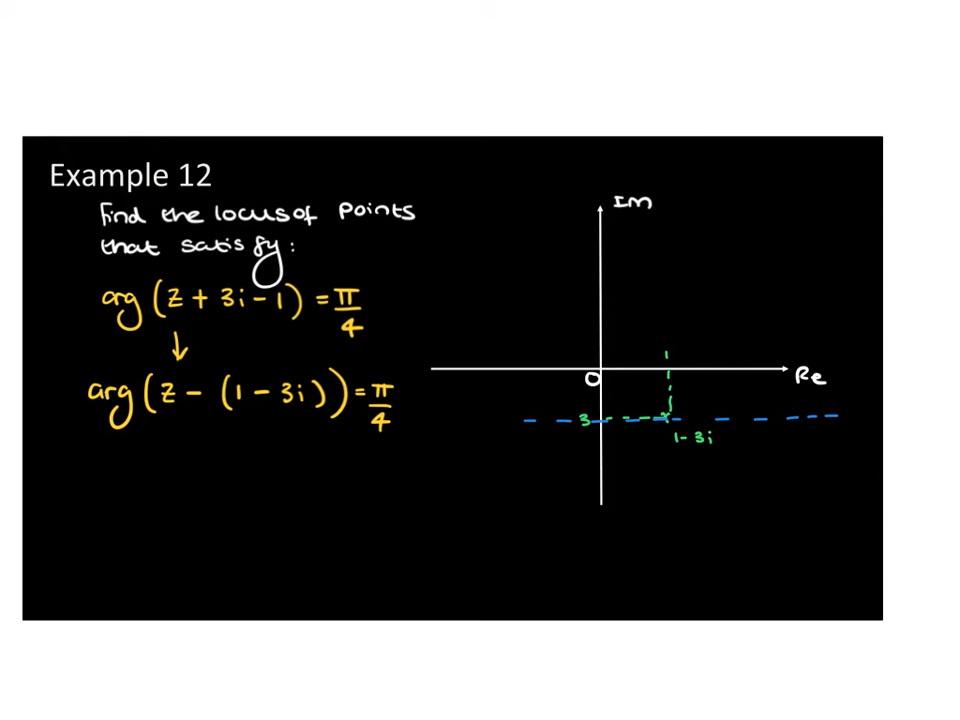 Example 12
Find the locus of points
that satisfy:
arg (z + 3i - 1) = π/4
↓
arg (z - (1 - 3i)) = π/4
Im
O
Re
3
1 - 3i